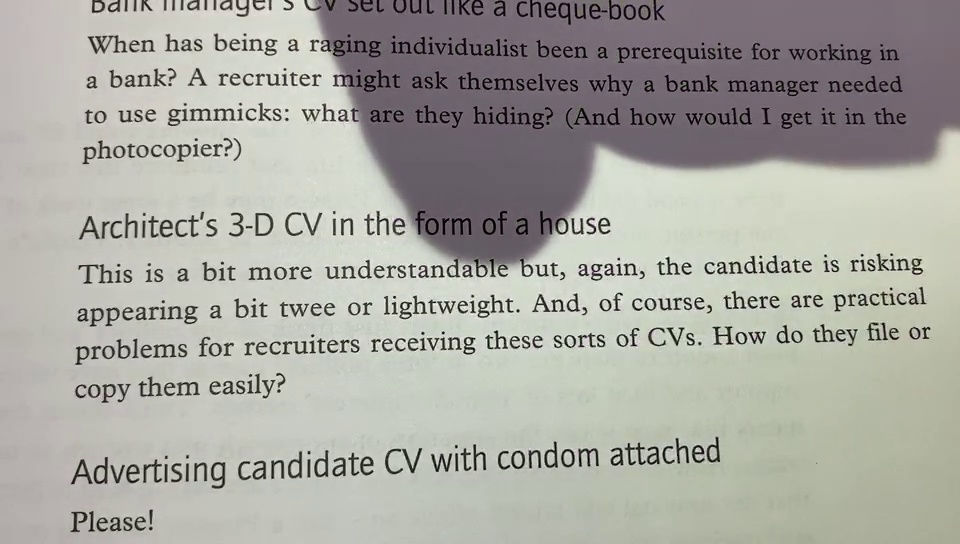 Bank manager's CV set out like a cheque-book
When has being a raging individualist been a prerequisite for working in
a bank? A recruiter might ask themselves why a bank manager needed
to use gimmicks: what are they hiding? (And how would I get it in the
photocopier?)
Architect's 3-D CV in the form of a house
This is a bit more understandable but, again, the candidate is risking
appearing a bit twee or lightweight. And, of course, there are practical
problems for recruiters receiving these sorts of CVs. How do they file or
copy them easily?
Advertising candidate CV with condom attached
Please!